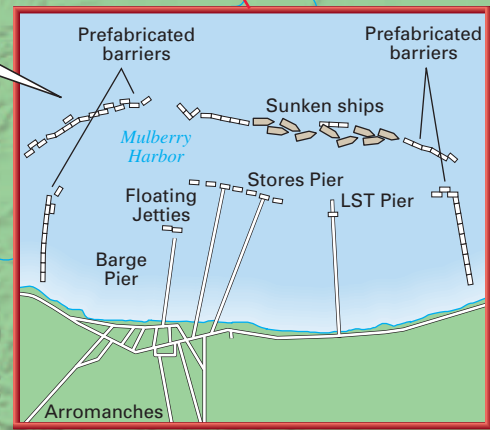 Prefabricated
barriers
Prefabricated
barriers
Sunken ships
Mulberry
Harbor
Stores Pier
Floating
Jetties
LST Pier
Barge
Pier
Arromanches